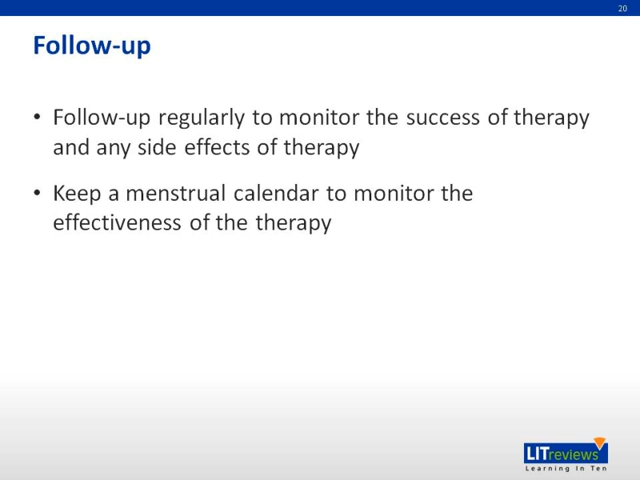 20
Follow-up
• Follow-up regularly to monitor the success of therapy
and any side effects of therapy
• Keep a menstrual calendar to monitor the
effectiveness of the therapy
LITreviews
Learning In Ten